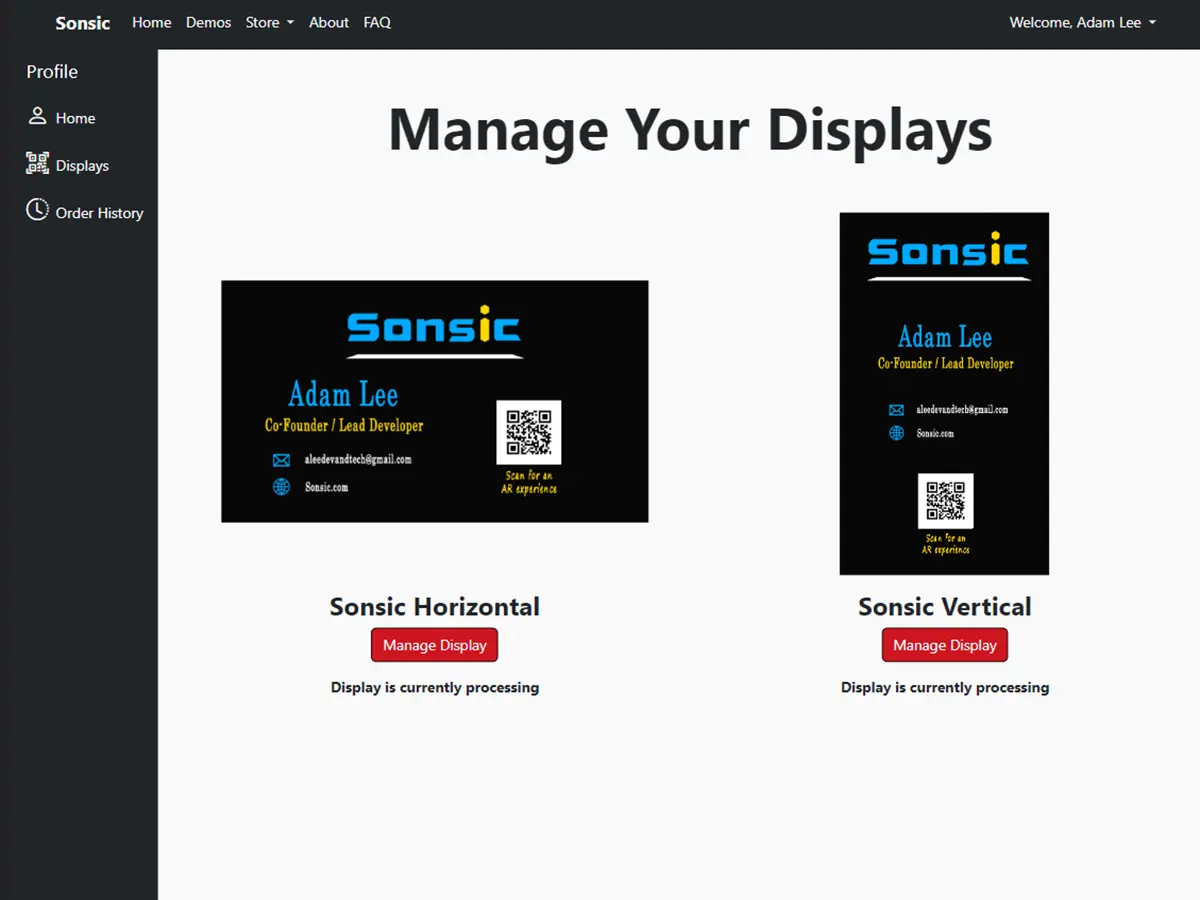 Sonsic Home Demos Store About FAQ Welcome, Adam Lee
Profile
Home
Displays
Order History
Manage Your Displays
Sonsic
Adam Lee
Co-Founder / Lead Developer
aleedevandtech@gmail.com
Sonsic.com
Scan for an
AR experience
Sonsic Horizontal
Manage Display
Display is currently processing
Sonsic
Adam Lee
Co-Founder / Lead Developer
aleedevandtech@gmail.com
Sonsic.com
Scan for an
AR experience
Sonsic Vertical
Manage Display
Display is currently processing